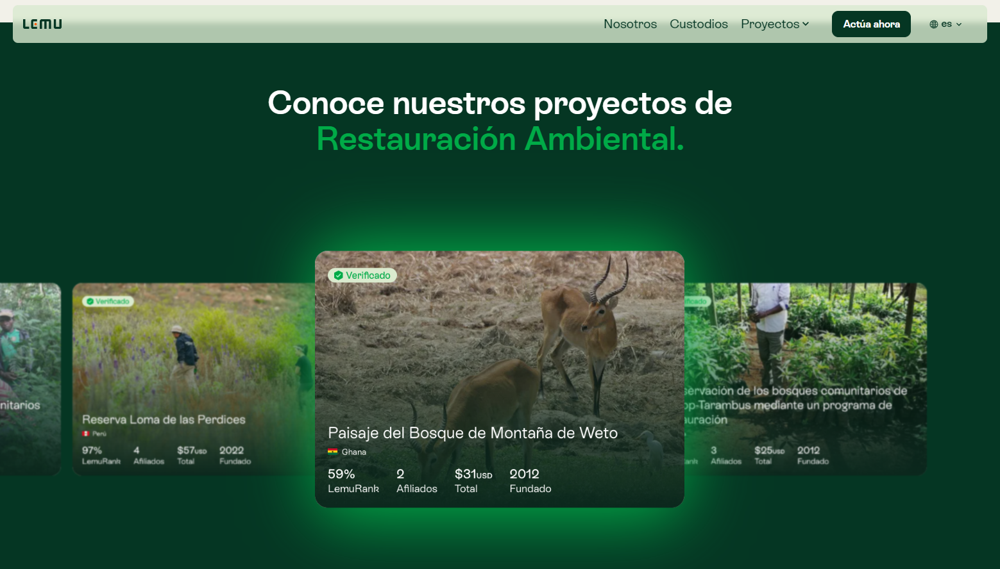 LEMU
Nosotros
Custodios
Proyectos
Actúa ahora
es
Conoce nuestros proyectos de
Restauración Ambiental.
nitarios
Verificado
Reserva Loma de las Perdices
Perú
97% 4 $57USD 2022
LemuRank Afiliados Total Fundado
Verificado
Paisaje del Bosque de Montaña de Weto
Ghana
59% 2 $31USD 2012
LemuRank Afiliados Total Fundado
ificado
servación de los bosques comunitarios de
op-Tarambus mediante un programa de
auración
3 $25USD 2012
ank Afiliados Total Fundado